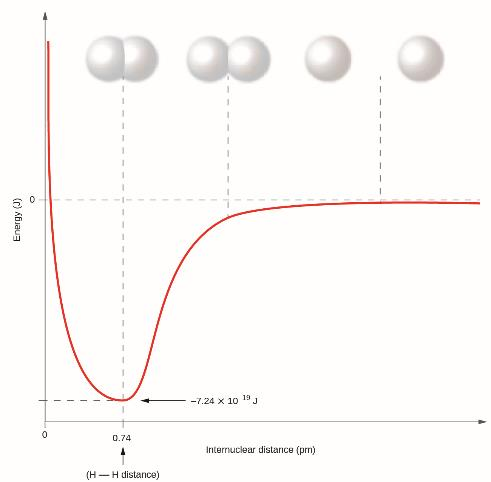 0
Energy (J)
−7.24 × 10 19 J
0
0.74
Internuclear distance (pm)
(H — H distance)